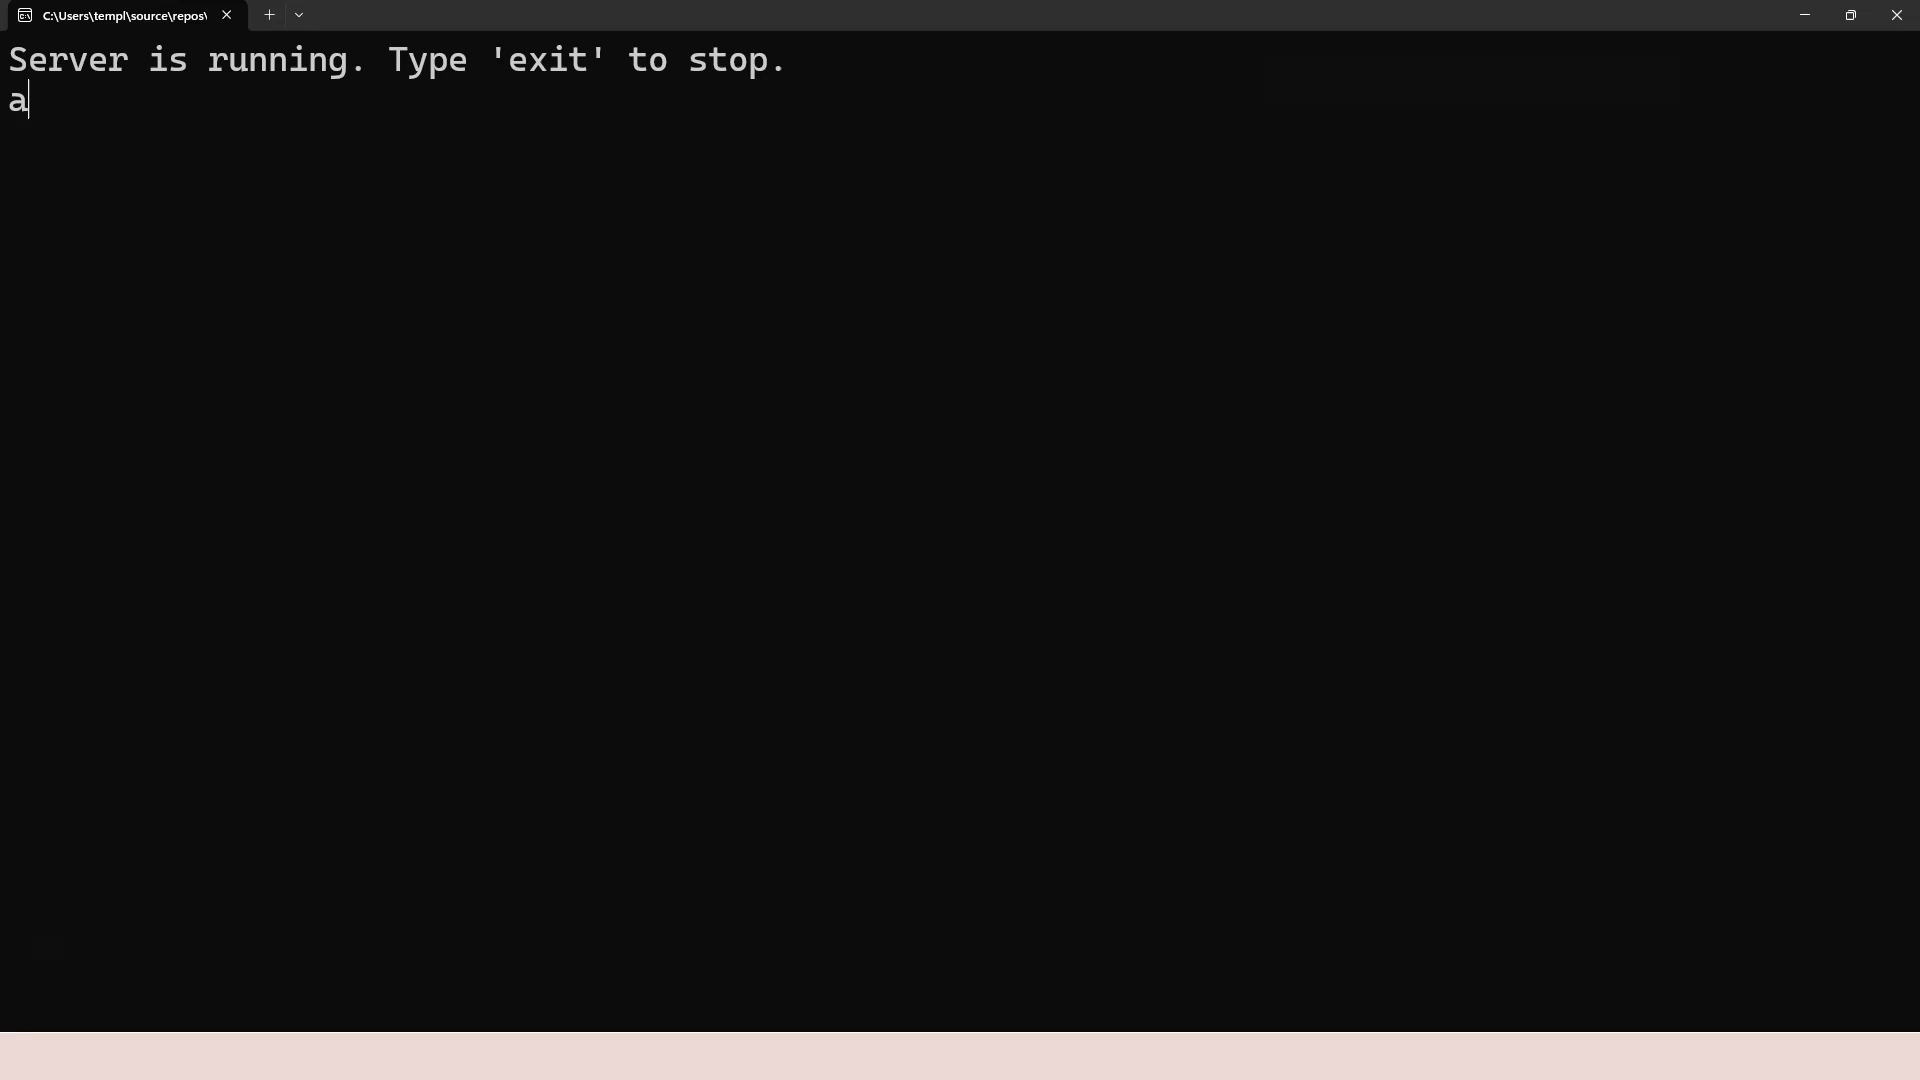 C:\Users\templ\source\repos\
Server is running. Type 'exit' to stop.
a